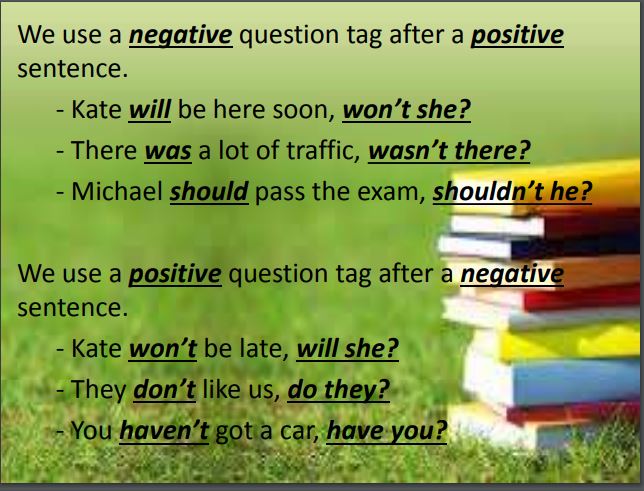 We use a negative question tag after a positive
sentence.
- Kate will be here soon, won’t she?
- There was a lot of traffic, wasn’t there?
- Michael should pass the exam, shouldn’t he?
We use a positive question tag after a negative
sentence.
- Kate won’t be late, will she?
- They don’t like us, do they?
- You haven’t got a car, have you?